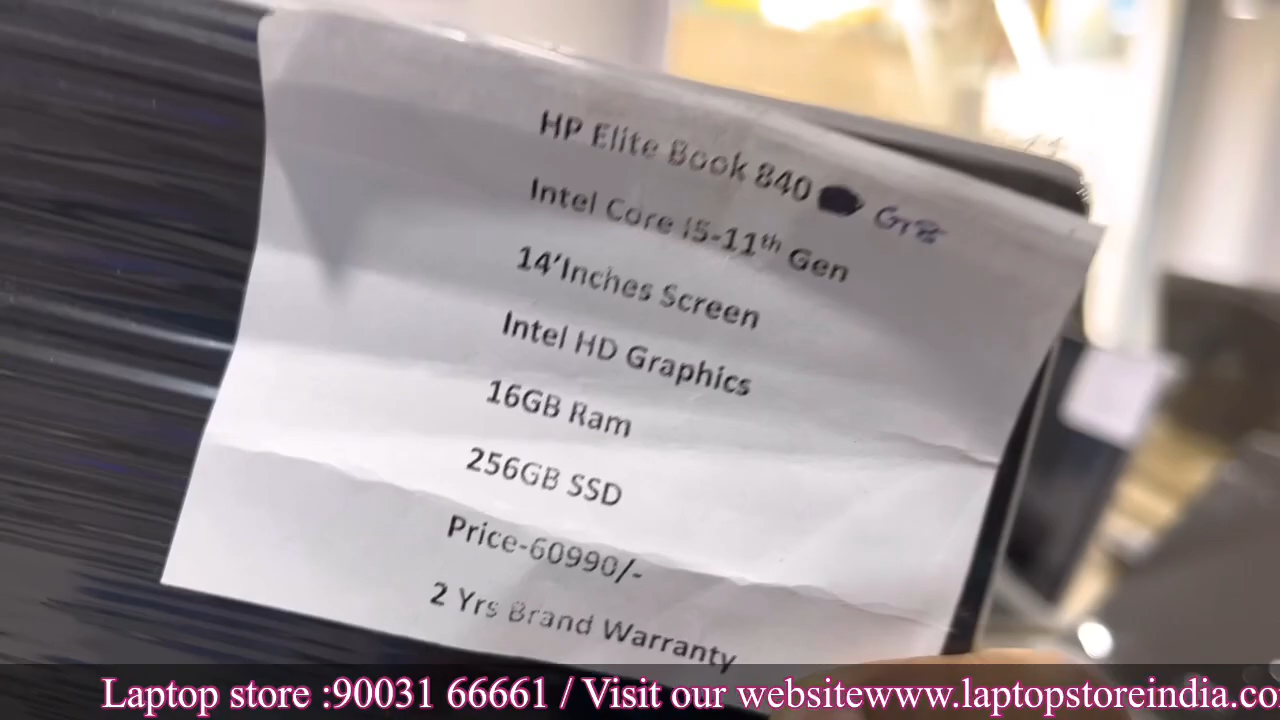 HP Elite Book 840 G8
Intel Core i5-11th Gen
14'Inches Screen
Intel HD Graphics
16GB Ram
256GB SSD
Price-60990/-
2 Yrs Brand Warranty
Laptop store :90031 66661 / Visit our websitewww.laptopstoreindia.co